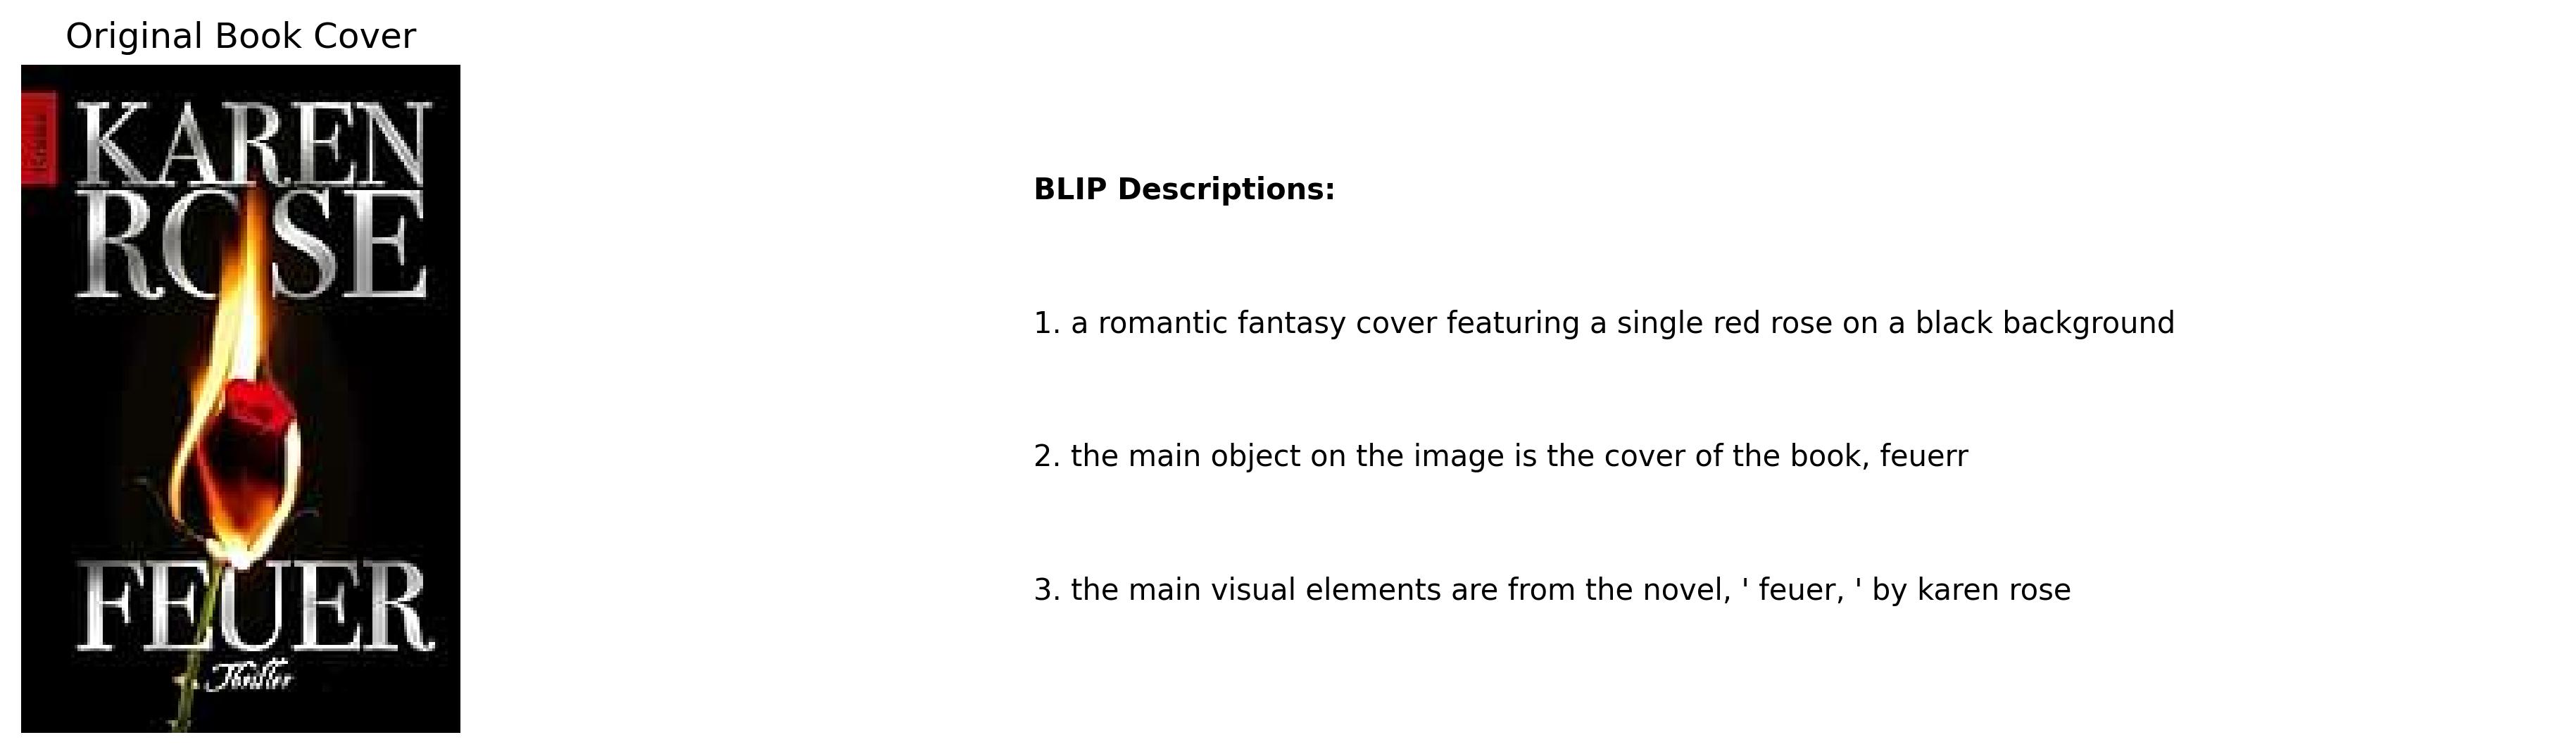 Original Book Cover
KAREN
ROSE
FEUER
Thriller
BLIP Descriptions:
1. a romantic fantasy cover featuring a single red rose on a black background
2. the main object on the image is the cover of the book, feuerr
3. the main visual elements are from the novel, ' feuer, ' by karen rose